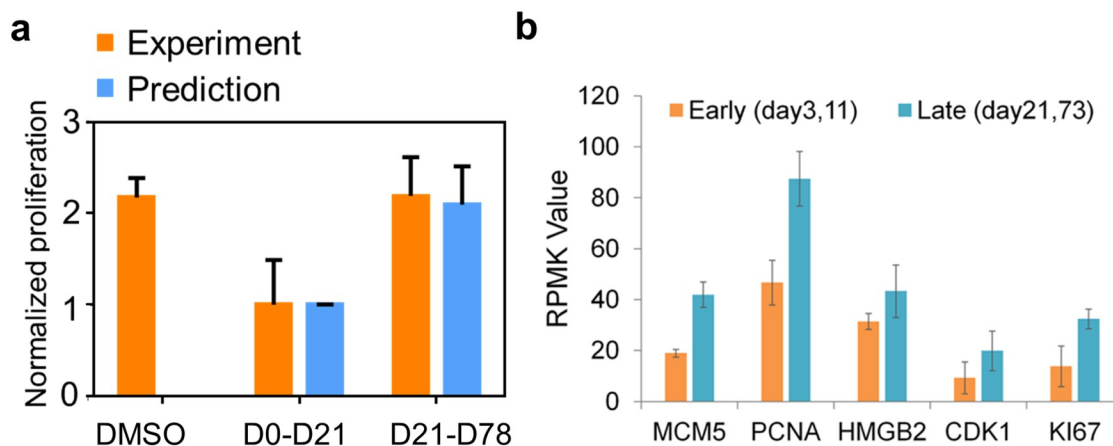 a
Experiment
Prediction
Normalized proliferation
3
2
1
0
DMSO D0-D21 D21-D78
b
Early (day3,11) Late (day21,73)
RPMK Value
120
100
80
60
40
20
0
MCM5 PCNA HMGB2 CDK1 KI67